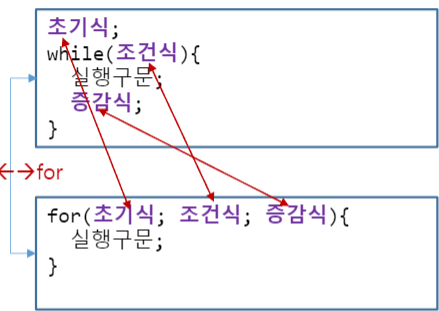 초기식;
while(조건식){
실행구문;
증감식;
}
←→for
for(초기식; 조건식; 증감식){
실행구문;
}